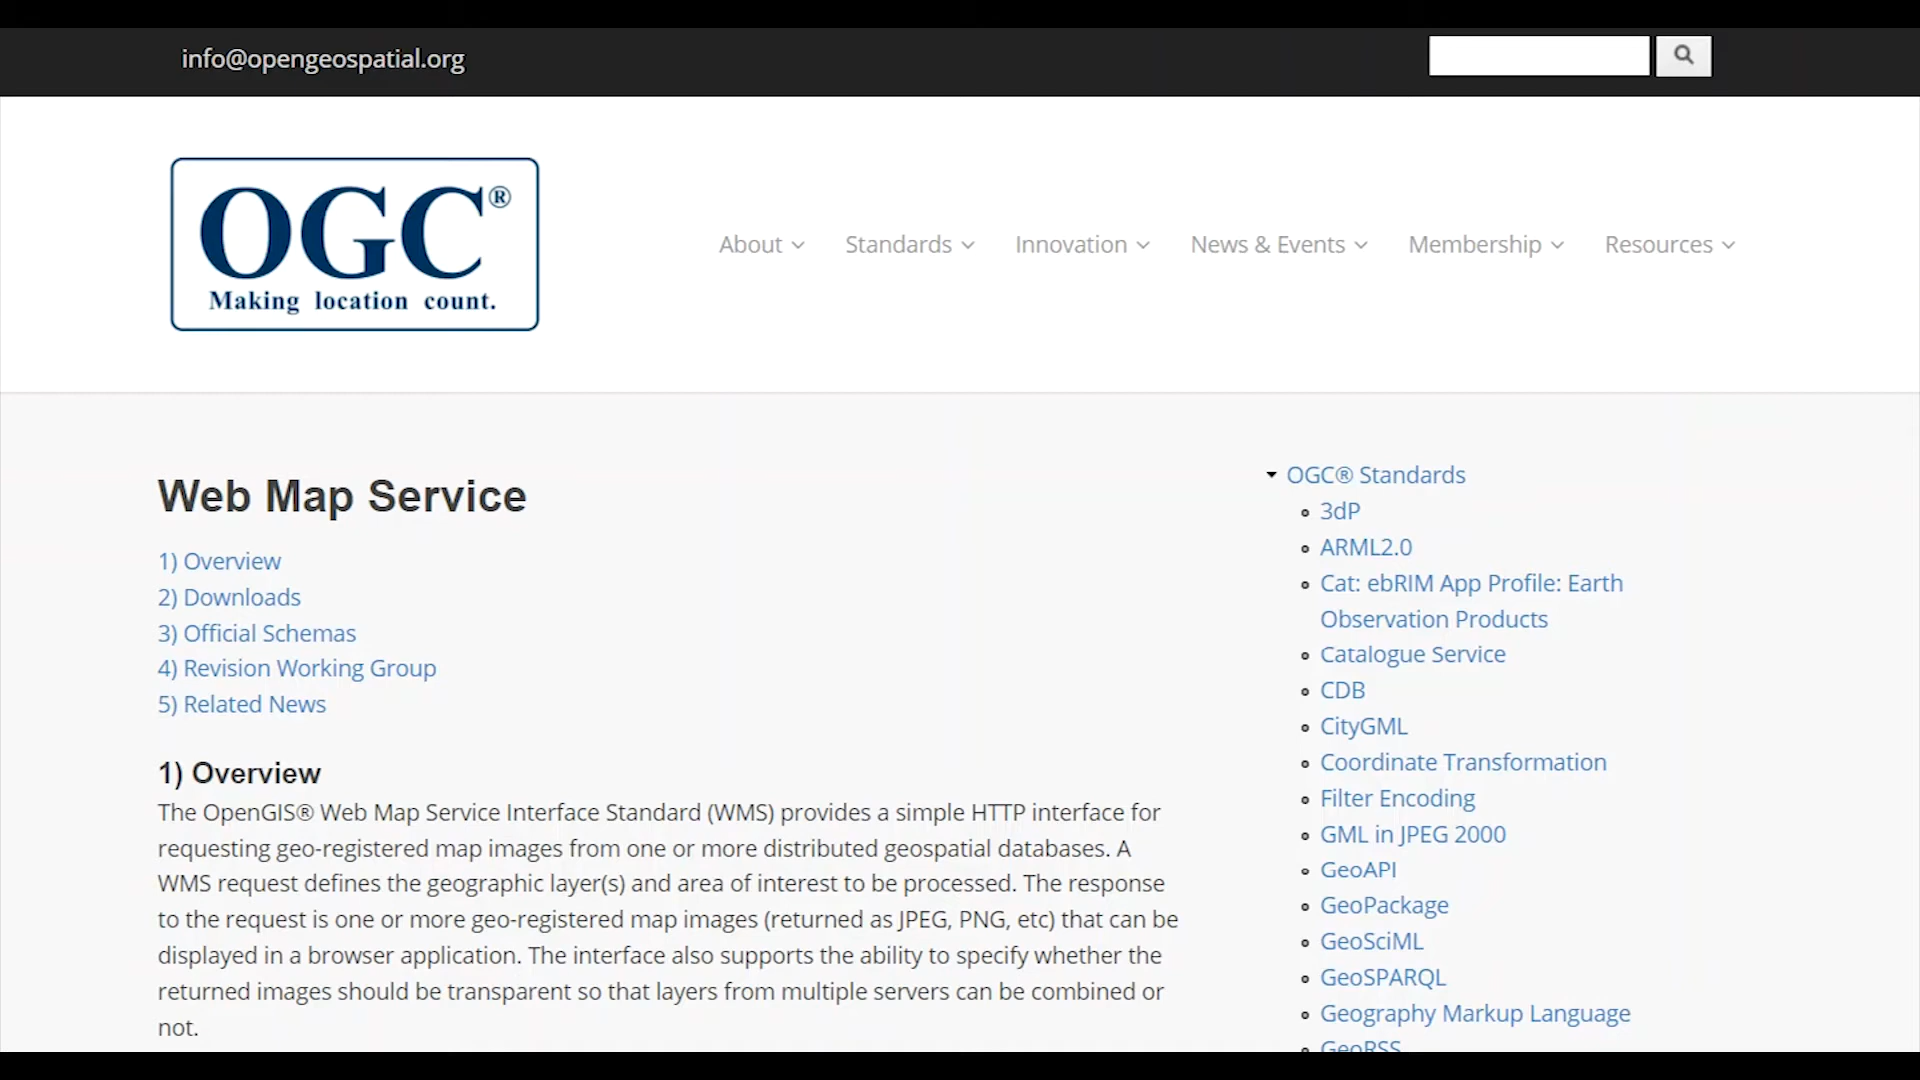 info@opengeospatial.org
OGC®
Making location count.
About
Standards
Innovation
News & Events
Membership
Resources
Web Map Service
1) Overview
2) Downloads
3) Official Schemas
4) Revision Working Group
5) Related News
1) Overview
The OpenGIS® Web Map Service Interface Standard (WMS) provides a simple HTTP interface for
requesting geo-registered map images from one or more distributed geospatial databases. A
WMS request defines the geographic layer(s) and area of interest to be processed. The response
to the request is one or more geo-registered map images (returned as JPEG, PNG, etc) that can be
displayed in a browser application. The interface also supports the ability to specify whether the
returned images should be transparent so that layers from multiple servers can be combined or
not.
OGC® Standards
3dP
ARML2.0
Cat: ebRIM App Profile: Earth
Observation Products
Catalogue Service
CDB
CityGML
Coordinate Transformation
Filter Encoding
GML in JPEG 2000
GeoAPI
GeoPackage
GeoSciML
GeoSPARQL
Geography Markup Language
GeoRSS